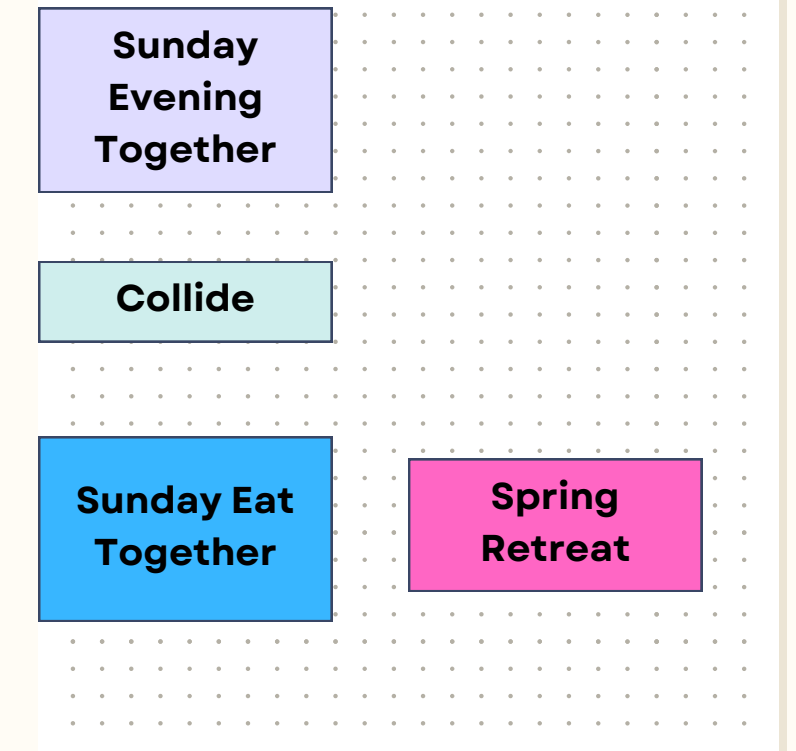 Sunday
Evening
Together
Collide
Sunday Eat
Together
Spring
Retreat